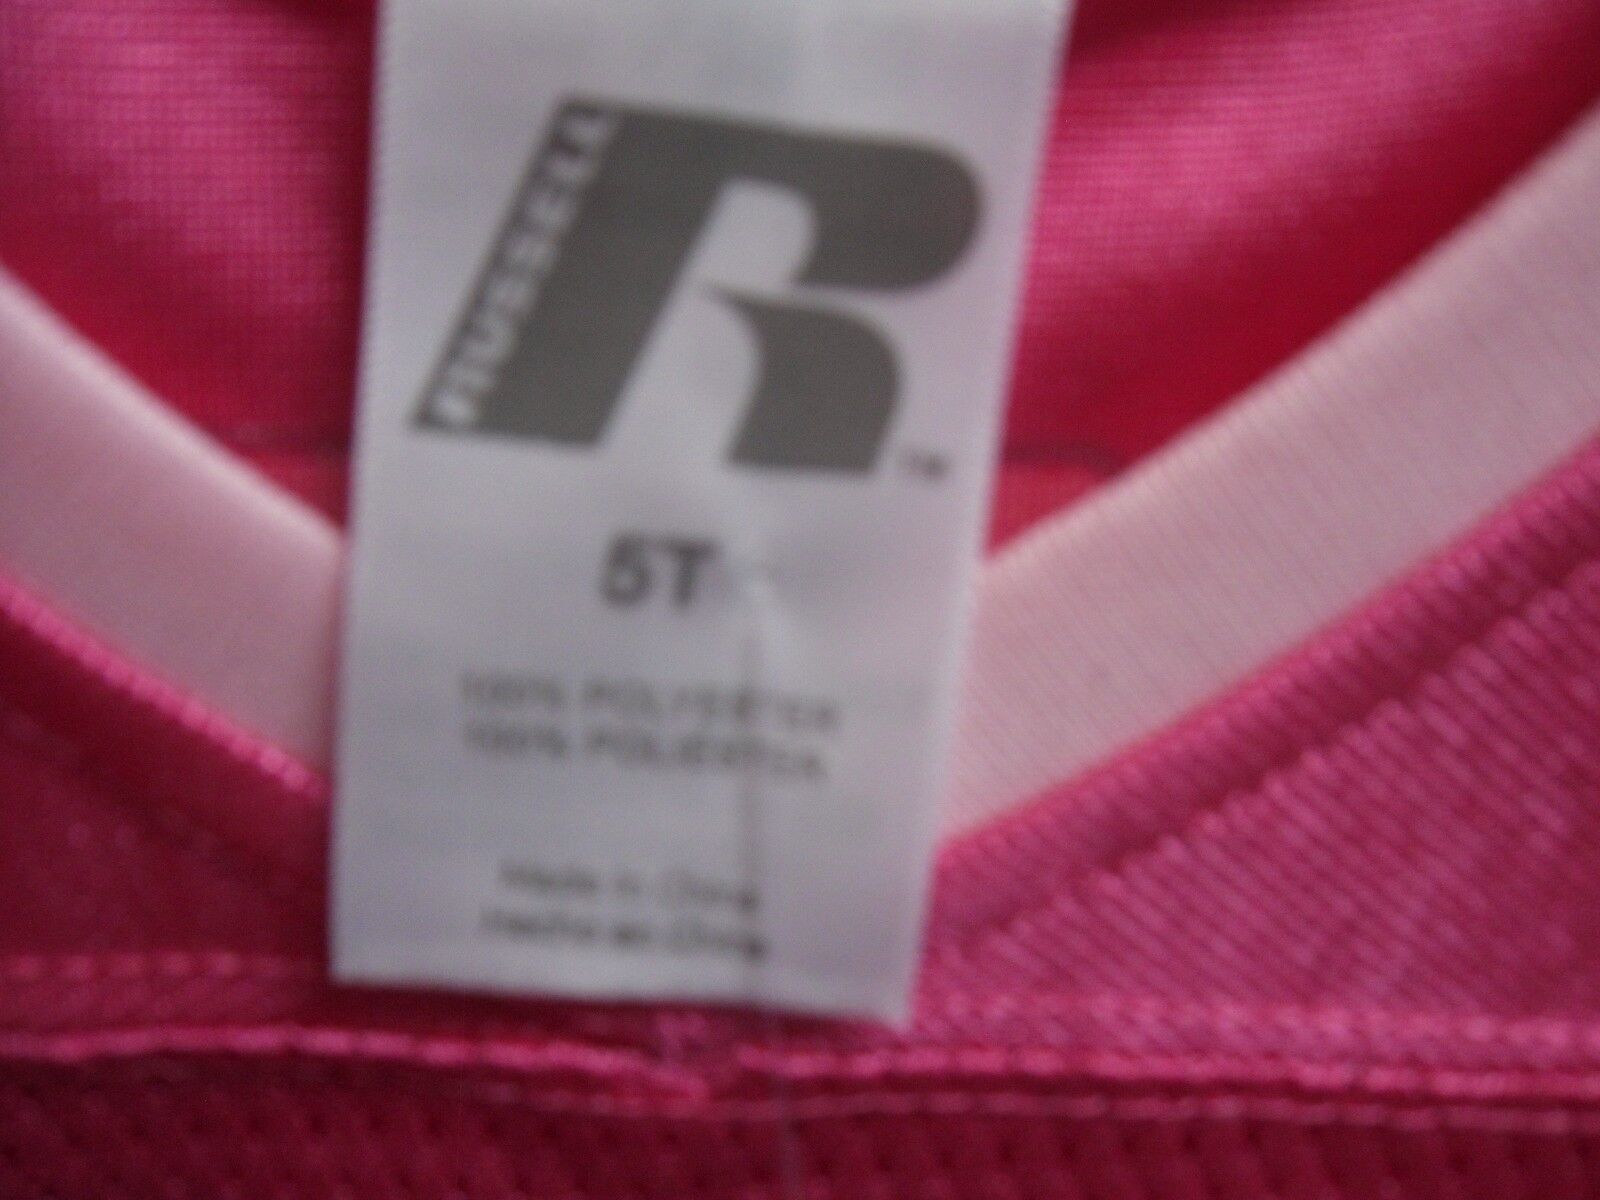 RUSSELL
TM
5T
100% POLYESTER
100% POLIESTER
Made in China
Hecho en China